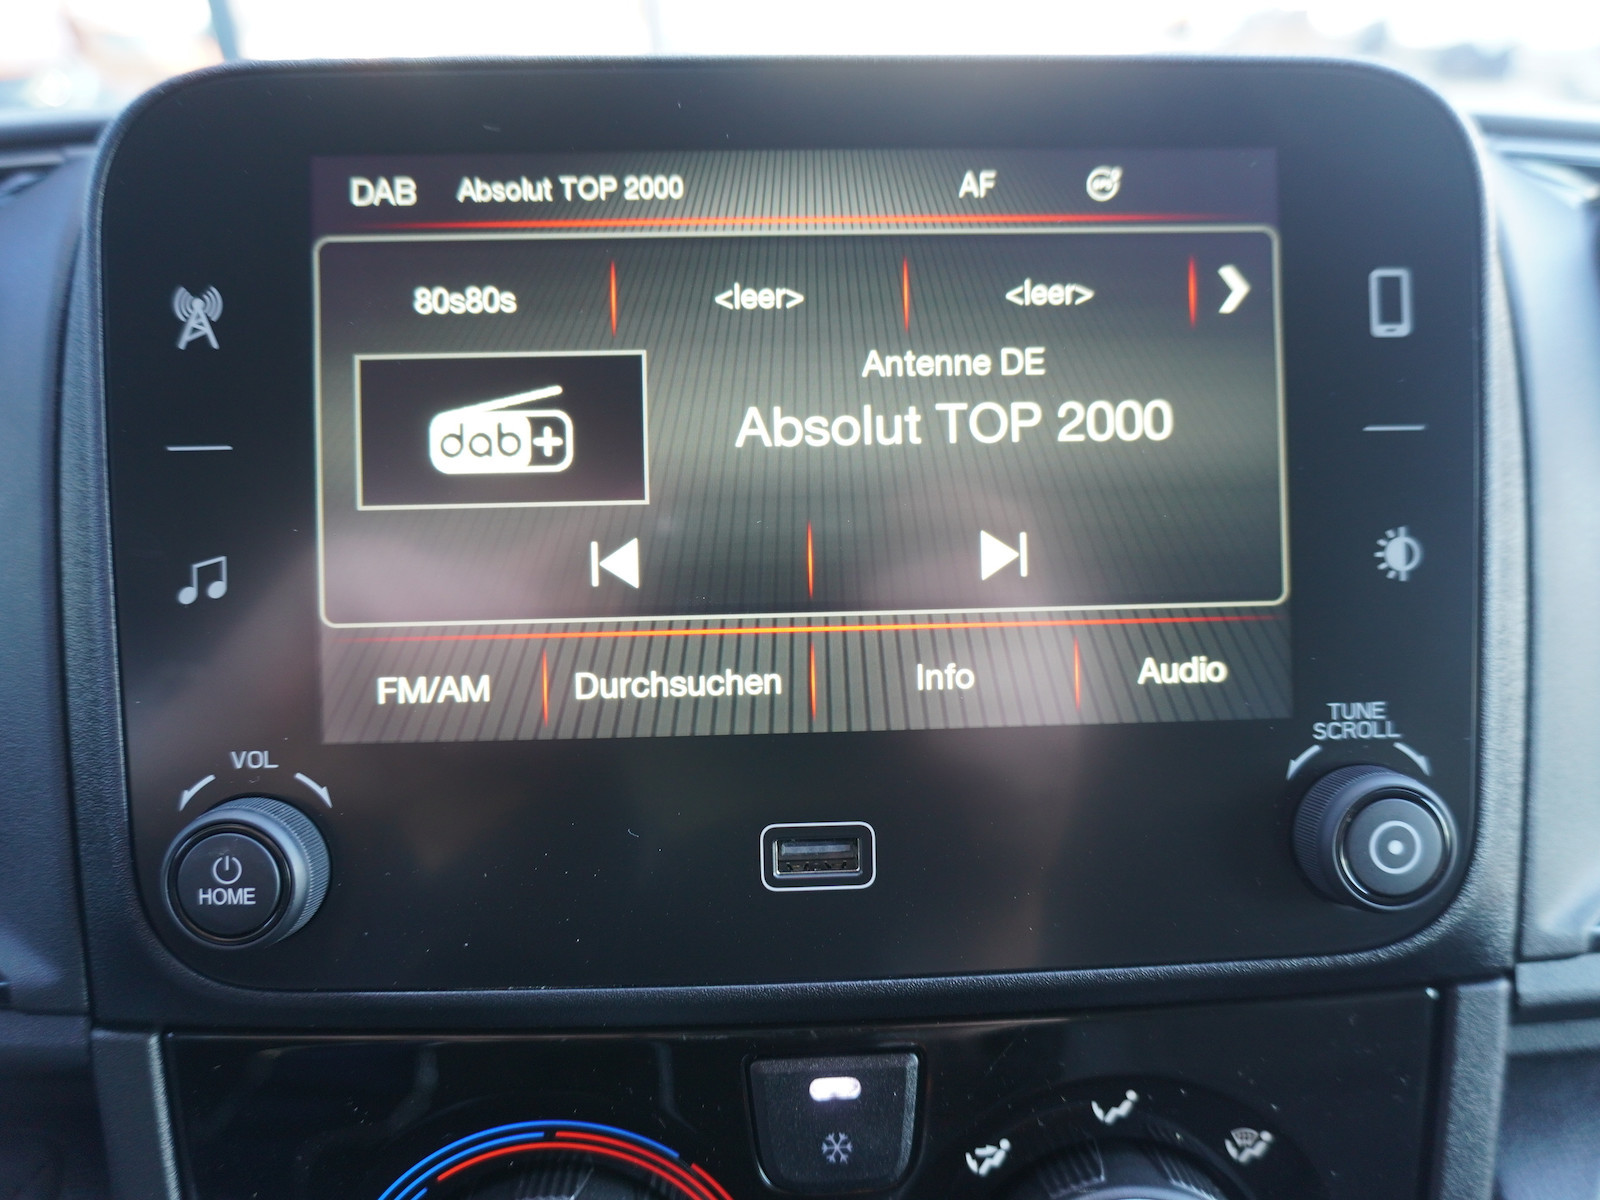 DAB Absolut TOP 2000 AF
80s80s <leer> <leer>
Antenne DE
dab+
Absolut TOP 2000
FM/AM Durchsuchen Info Audio
VOL
TUNE
SCROLL
HOME